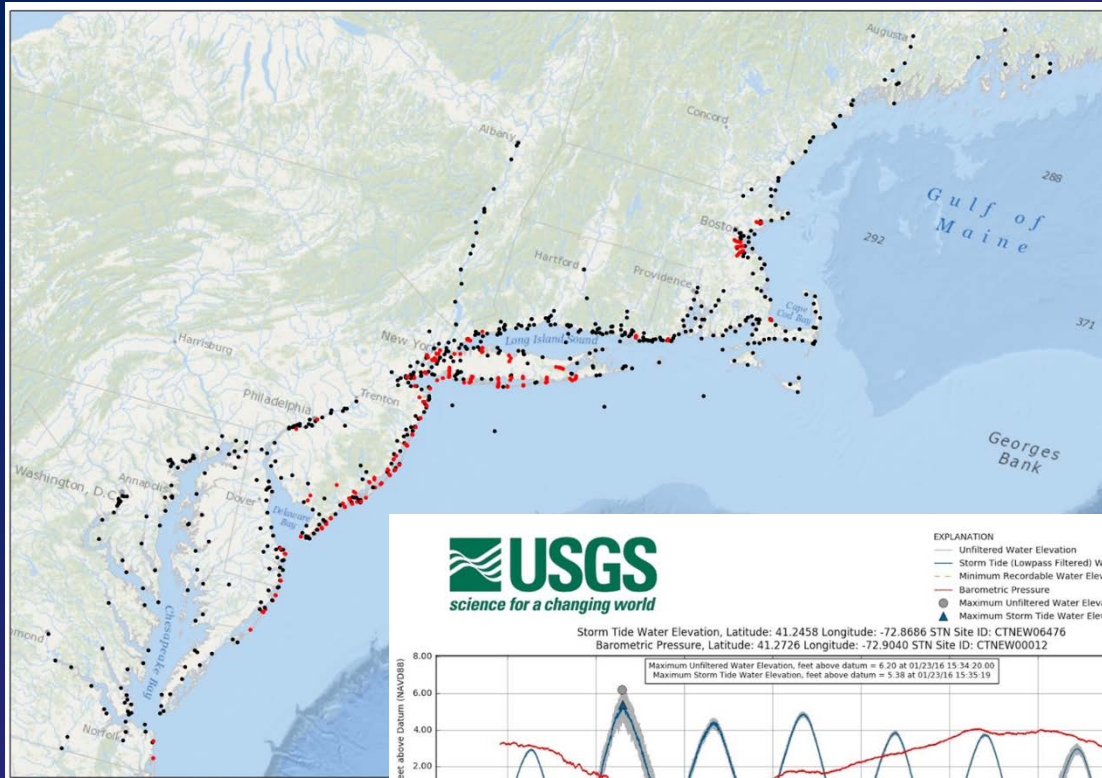 Augusta
Concord
Albany
288
Gulf of
Maine
Boston
292
Hartford
Providence
Cape
Cod Bay
371
Harrisburg
New York
Long Island Sound
Trenton
Philadelphia
Georges
Bank
Washington, D.C.
Annapolis
Dover
Delaware
Bay
Chesapeake Bay
Norfolk
USGS
science for a changing world
EXPLANATION
Unfiltered Water Elevation
Storm Tide (Lowpass Filtered) W
Minimum Recordable Water Elev
Barometric Pressure
Maximum Unfiltered Water Eleva
Maximum Storm Tide Water Elev
Storm Tide Water Elevation, Latitude: 41.2458 Longitude: -72.8686 STN Site ID: CTNEW06476
Barometric Pressure, Latitude: 41.2726 Longitude: -72.9040 STN Site ID: CTNEW00012
8.00
Maximum Unfiltered Water Elevation, feet above datum = 6.20 at 01/23/16 15:34:20.00
Maximum Storm Tide Water Elevation, feet above datum = 5.38 at 01/23/16 15:35:19
6.00
4.00
2.00
above Datum (NAVD88)